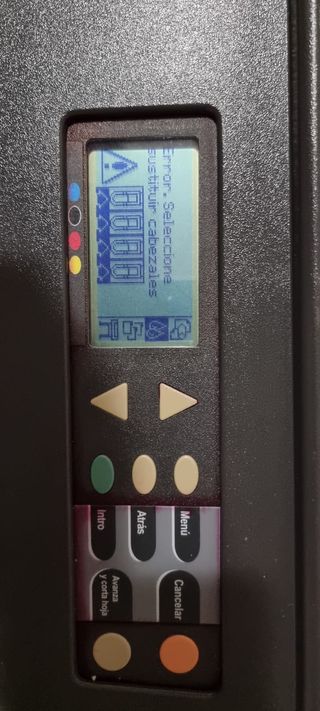 Error. Seleccione
sustituir cabezales
Menú
Cancelar
Atrás
Intro
Avanza
y corta hoja